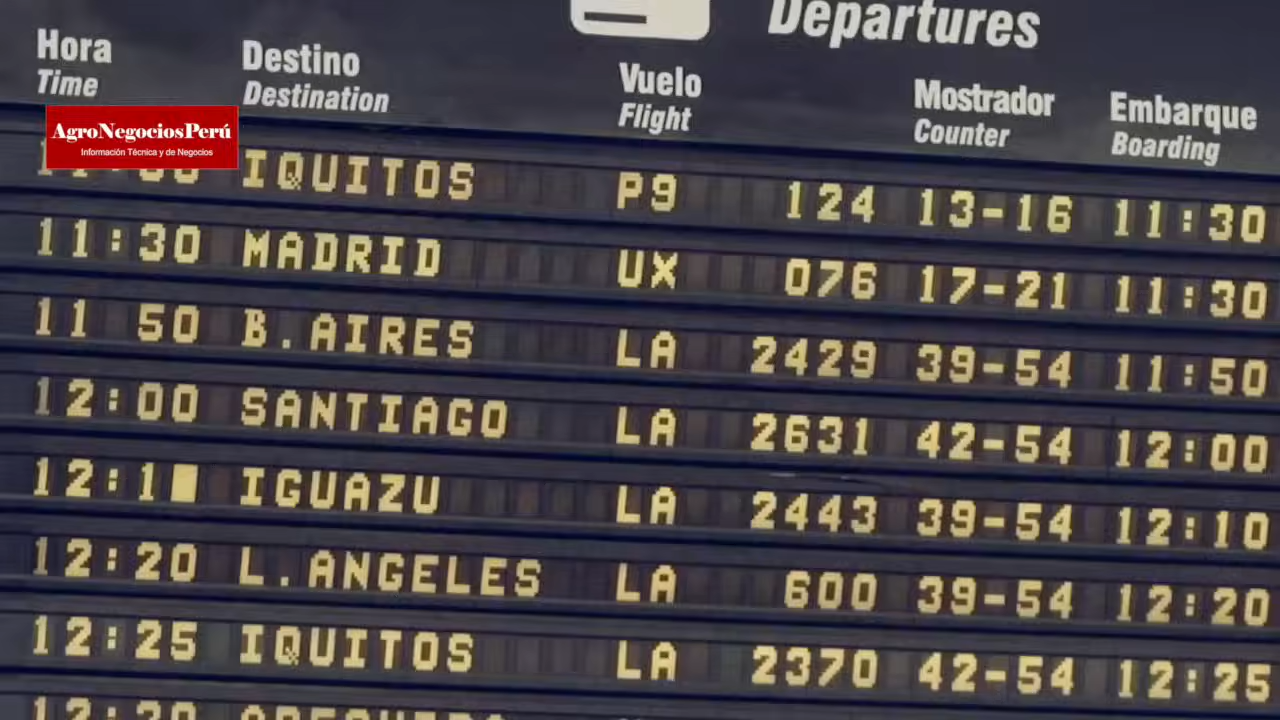 Departures
Hora Destino Vuelo Mostrador Embarque
Time Destination Flight Counter Boarding
AgroNegociosPerú
Información Técnica y de Negocios
IQUITOS P9 124 13-16 11:30
11:30 MADRID UX 076 17-21 11:30
11 50 B.AIRES LA 2429 39-54 11:50
12:00 SANTIAGO LA 2631 42-54 12:00
12:1 IGUAZU LA 2443 39-54 12:10
12:20 L.ANGELES LA 600 39-54 12:20
12:25 IQUITOS LA 2370 42-54 12:25